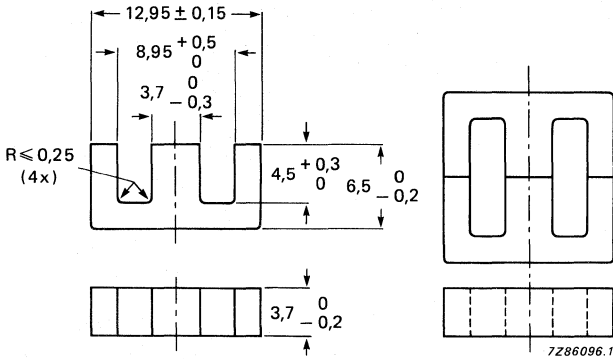 12,95 ± 0,15
8,95 + 0,5
0
3,7 0
– 0,3
R ≤ 0,25
(4x)
4,5 + 0,3
0
6,5 0
– 0,2
3,7 0
– 0,2
7Z86096.1